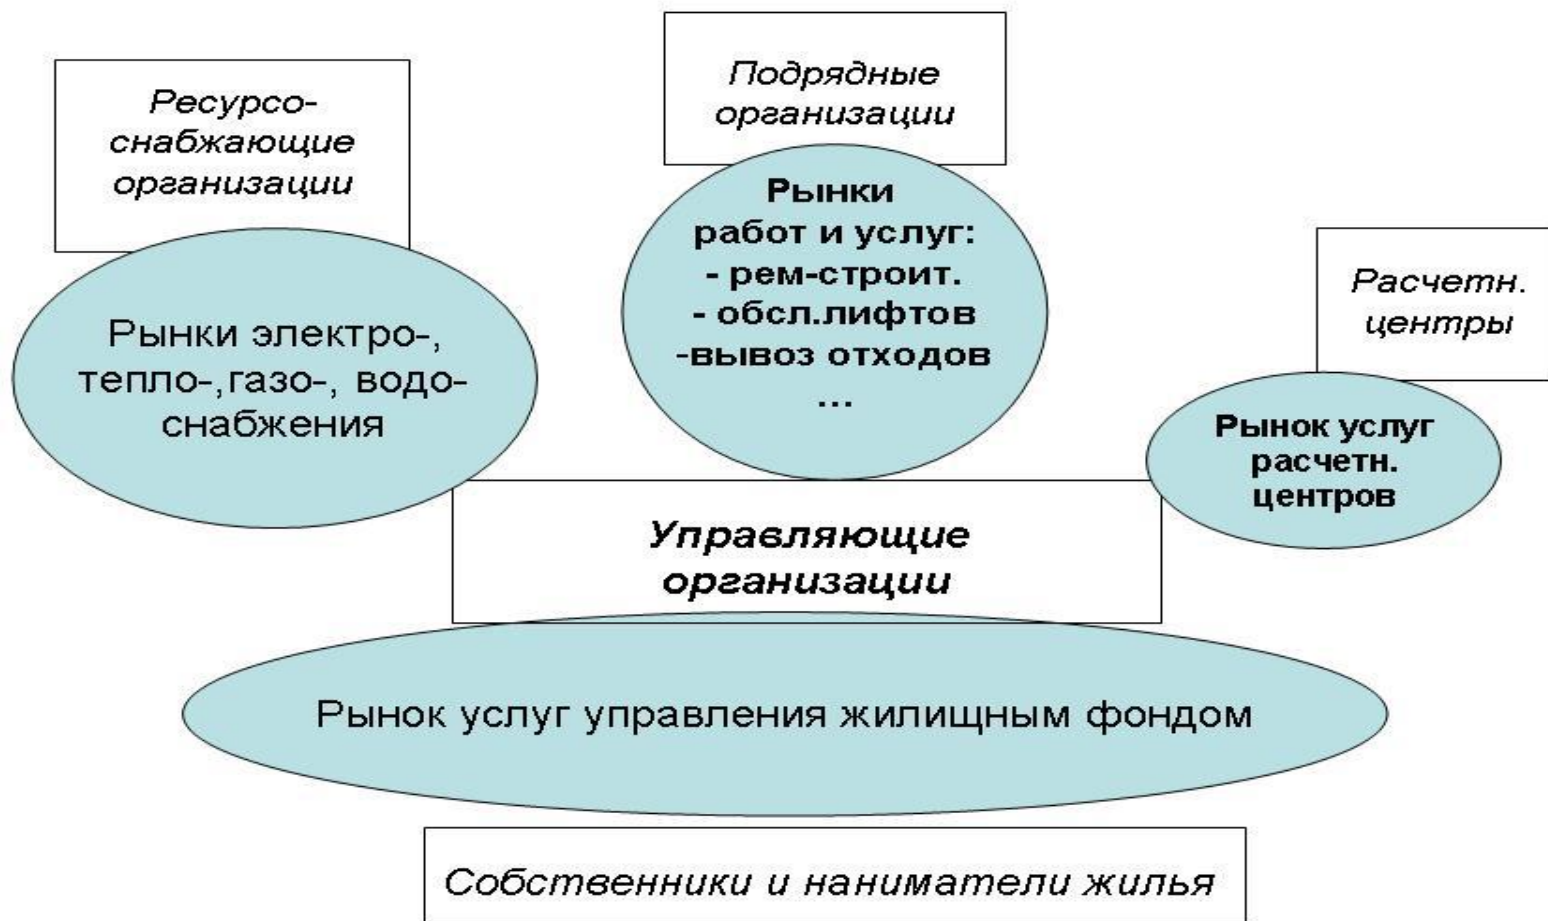 Ресурсо-
снабжающие
организации
Подрядные
организации
Рынки
работ и услуг:
- рем-строит.
- обсл.лифтов
-вывоз отходов
...
Расчетн.
центры
Рынки электро-,
тепло-,газо-, водо-
снабжения
Рынок услуг
расчетн.
центров
Управляющие
организации
Рынок услуг управления жилищным фондом
Собственники и наниматели жилья